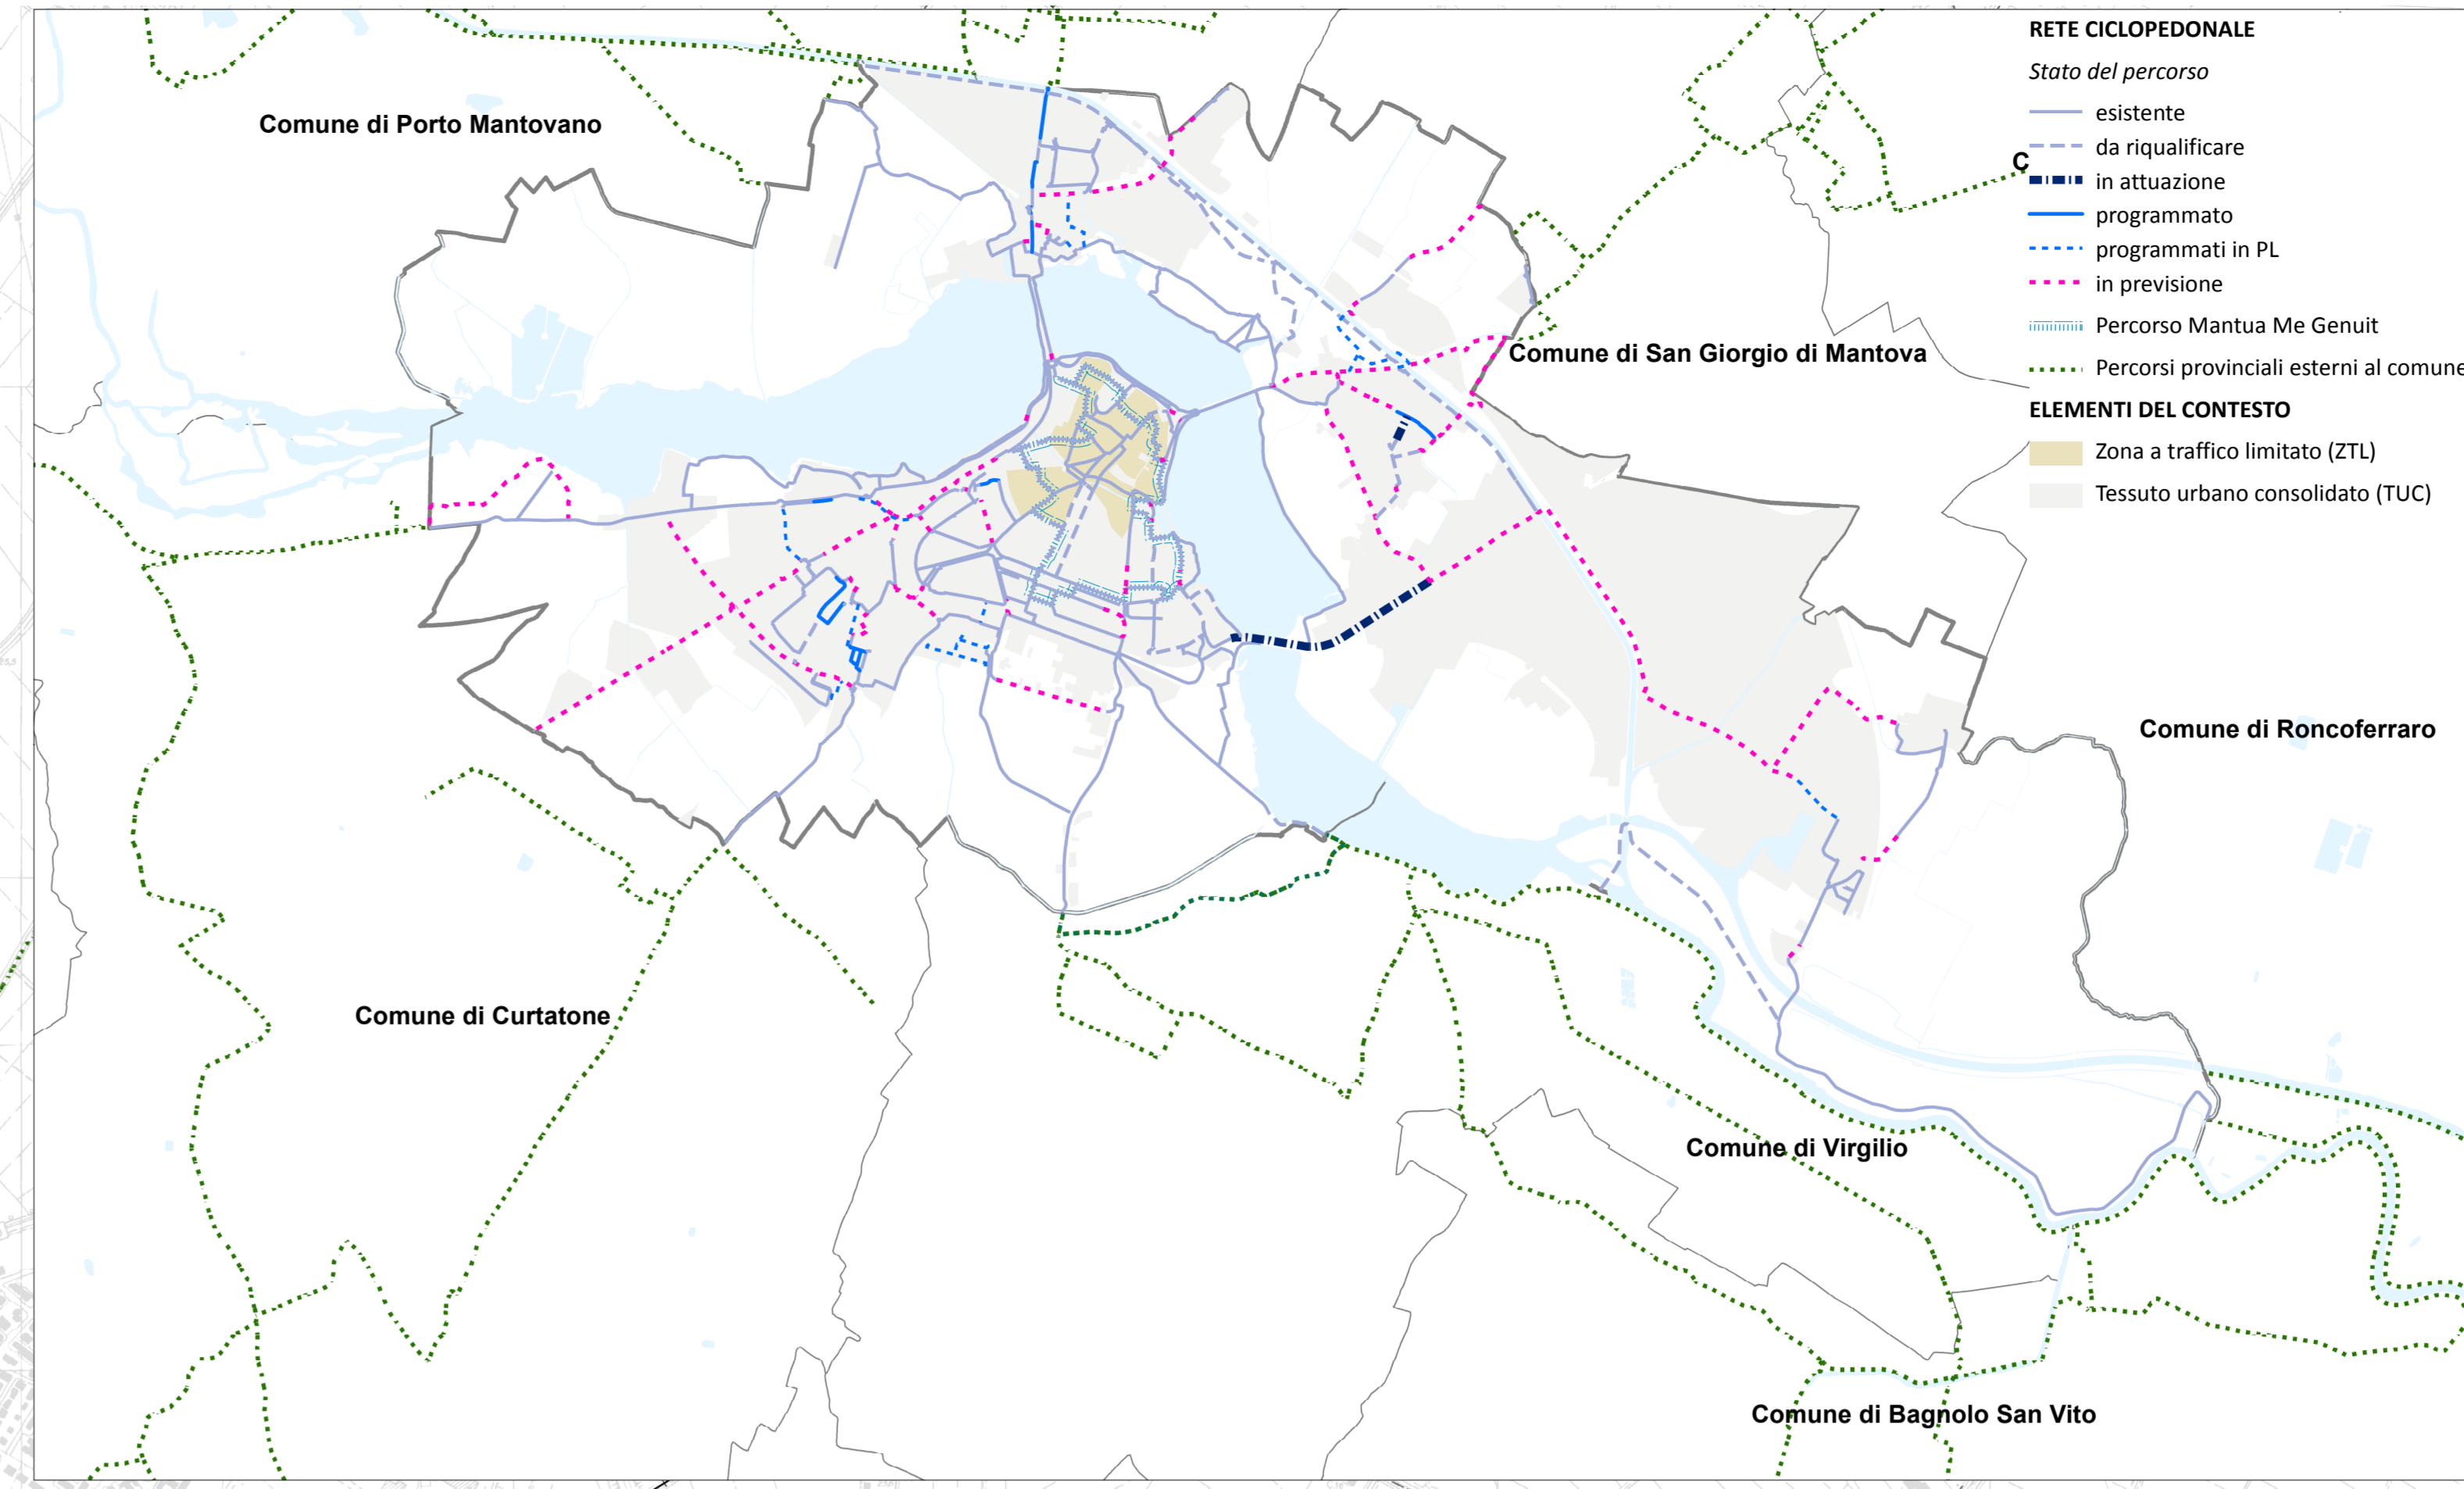 RETE CICLOPEDONALE
Stato del percorso
esistente
da riqualificare
C
in attuazione
programmato
programmati in PL
in previsione
Percorso Mantua Me Genuit
Percorsi provinciali esterni al comune
ELEMENTI DEL CONTESTO
Zona a traffico limitato (ZTL)
Tessuto urbano consolidato (TUC)
Comune di Porto Mantovano
Comune di San Giorgio di Mantova
Comune di Roncoferraro
Comune di Curtatone
Comune di Virgilio
Comune di Bagnolo San Vito